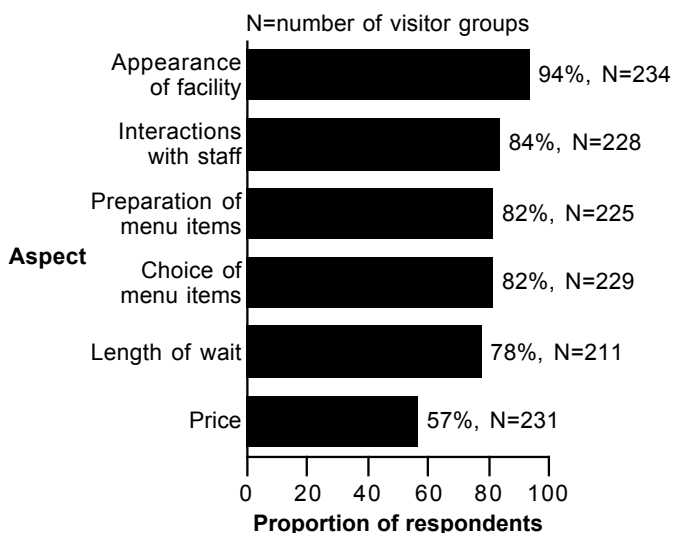 N=number of visitor groups
Appearance
of facility
94%, N=234
Interactions
with staff
84%, N=228
Preparation of
menu items
82%, N=225
Aspect
Choice of
menu items
82%, N=229
Length of wait
78%, N=211
Price
57%, N=231
0 20 40 60 80 100
Proportion of respondents